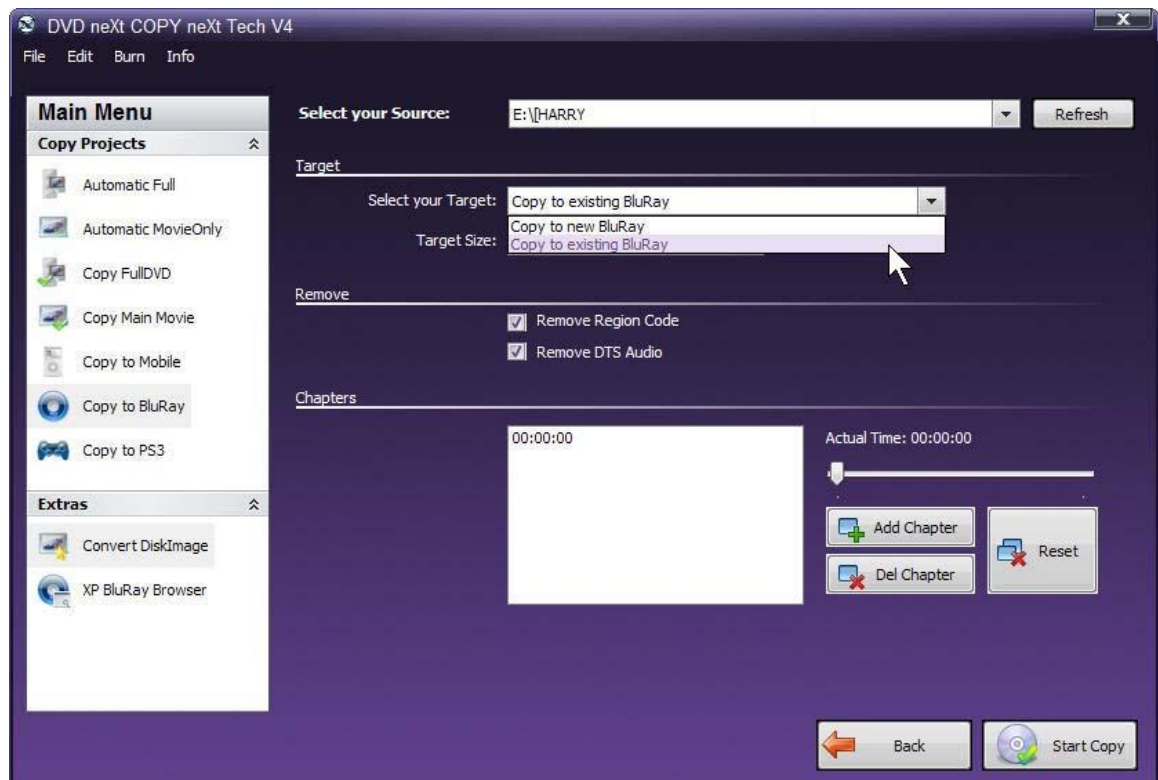 DVD neXt COPY neXt Tech V4
File Edit Burn Info
Main Menu
Copy Projects
Automatic Full
Automatic MovieOnly
Copy FullDVD
Copy Main Movie
Copy to Mobile
Copy to BluRay
Copy to PS3
Extras
Convert DiskImage
XP BluRay Browser
Select your Source: E:\[HARRY Refresh
Target
Select your Target: Copy to existing BluRay
Copy to new BluRay
Target Size: Copy to existing BluRay
Remove
Remove Region Code
Remove DTS Audio
Chapters
00:00:00 Actual Time: 00:00:00
Add Chapter
Del Chapter
Reset
Back Start Copy